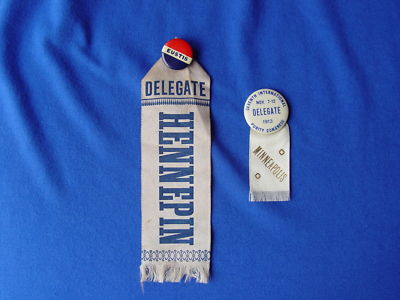 EUSTIS
DELEGATE
HENNEPIN
SEVENTH INTERNATIONAL
NOV. 7-12
DELEGATE
1913
PURITY CONGRESS
MINNEAPOLIS